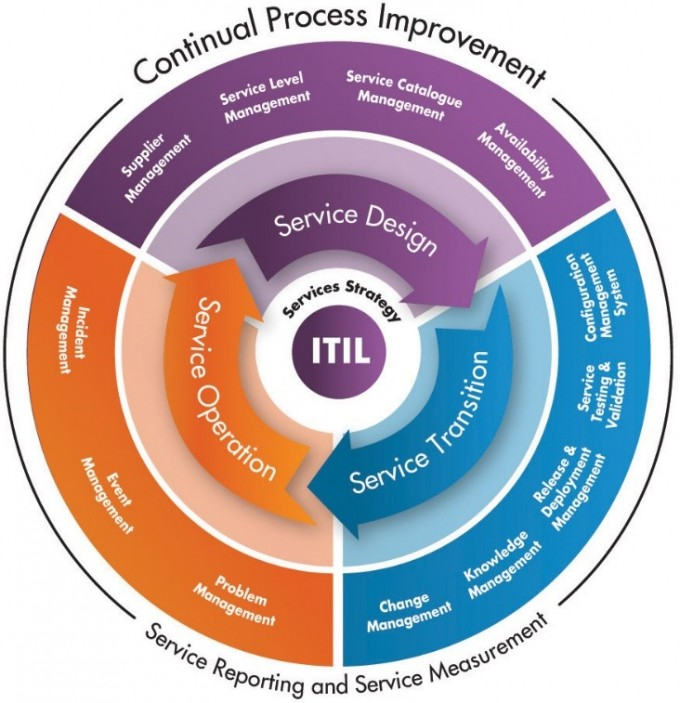 Continual Process Improvement
Supplier
Management
Service Level
Management
Service Catalogue
Management
Availability
Management
Service Design
Configuration
Management
System
Service
Testing &
Validation
Release &
Deployment
Management
Knowledge
Management
Change
Management
Service Transition
Incident
Management
Event
Management
Problem
Management
Service Operation
Services Strategy
ITIL
Service Reporting and Service Measurement